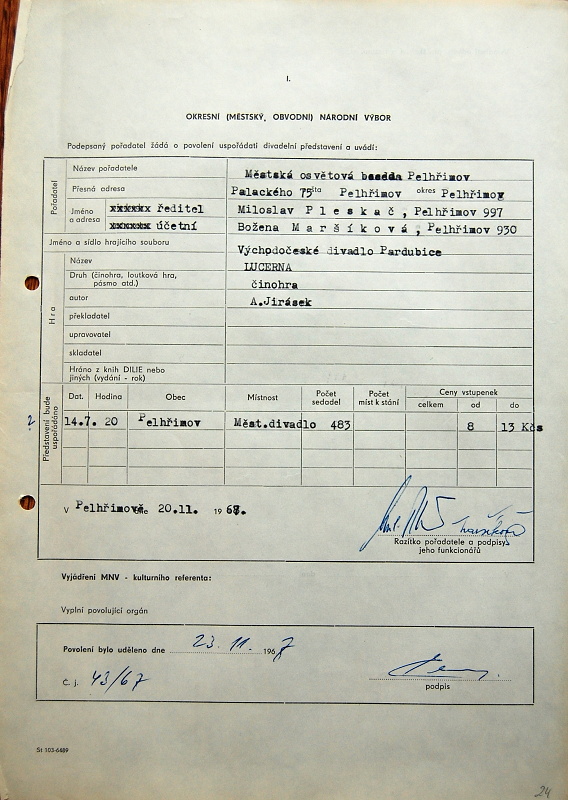 I.
OKRESNÍ (MĚSTSKÝ, OBVODNÍ) NÁRODNÍ VÝBOR
Podepsaný pořadatel žádá o povolení uspořádati divadelní představení a uvádí:
Pořadatel
Název pořadatele Městská osvětová beseda Pelhřimov
Přesná adresa Palackého 75 Pelhřimov okres Pelhřimov
Jméno a adresa
xxxxxx ředitel Miloslav P l e s k a č , Pelhřimov 997
xxxxxxx účetní Božena M a r š í k o v á , Pelhřimov 930
Jméno a sídlo hrajícího souboru Východočeské divadlo Pardubice
Hra
Název LUCERNA
Druh (činohra, loutková hra, pásmo atd.) činohra
autor A.Jirásek
překladatel
upravovatel
skladatel
Hráno z knih DILIE nebo
jiných (vydání - rok)
Představení bude uspořádáno
Dat. Hodina Obec Místnost Počet sedadel Počet míst k stání Ceny vstupenek
celkem od do
14.7. 20 Pelhřimov Měst.divadlo 483 8 13 Kčs
V Pelhřimově dne 20.11. 1967.
Razítko pořadatele a podpisy
jeho funkcionářů
Vyjádření MNV - kulturního referenta:
Vyplní povolující orgán
Povolení bylo uděleno dne 23. 11. 1967
Č. j. 43/67
podpis
St 103-6489
24